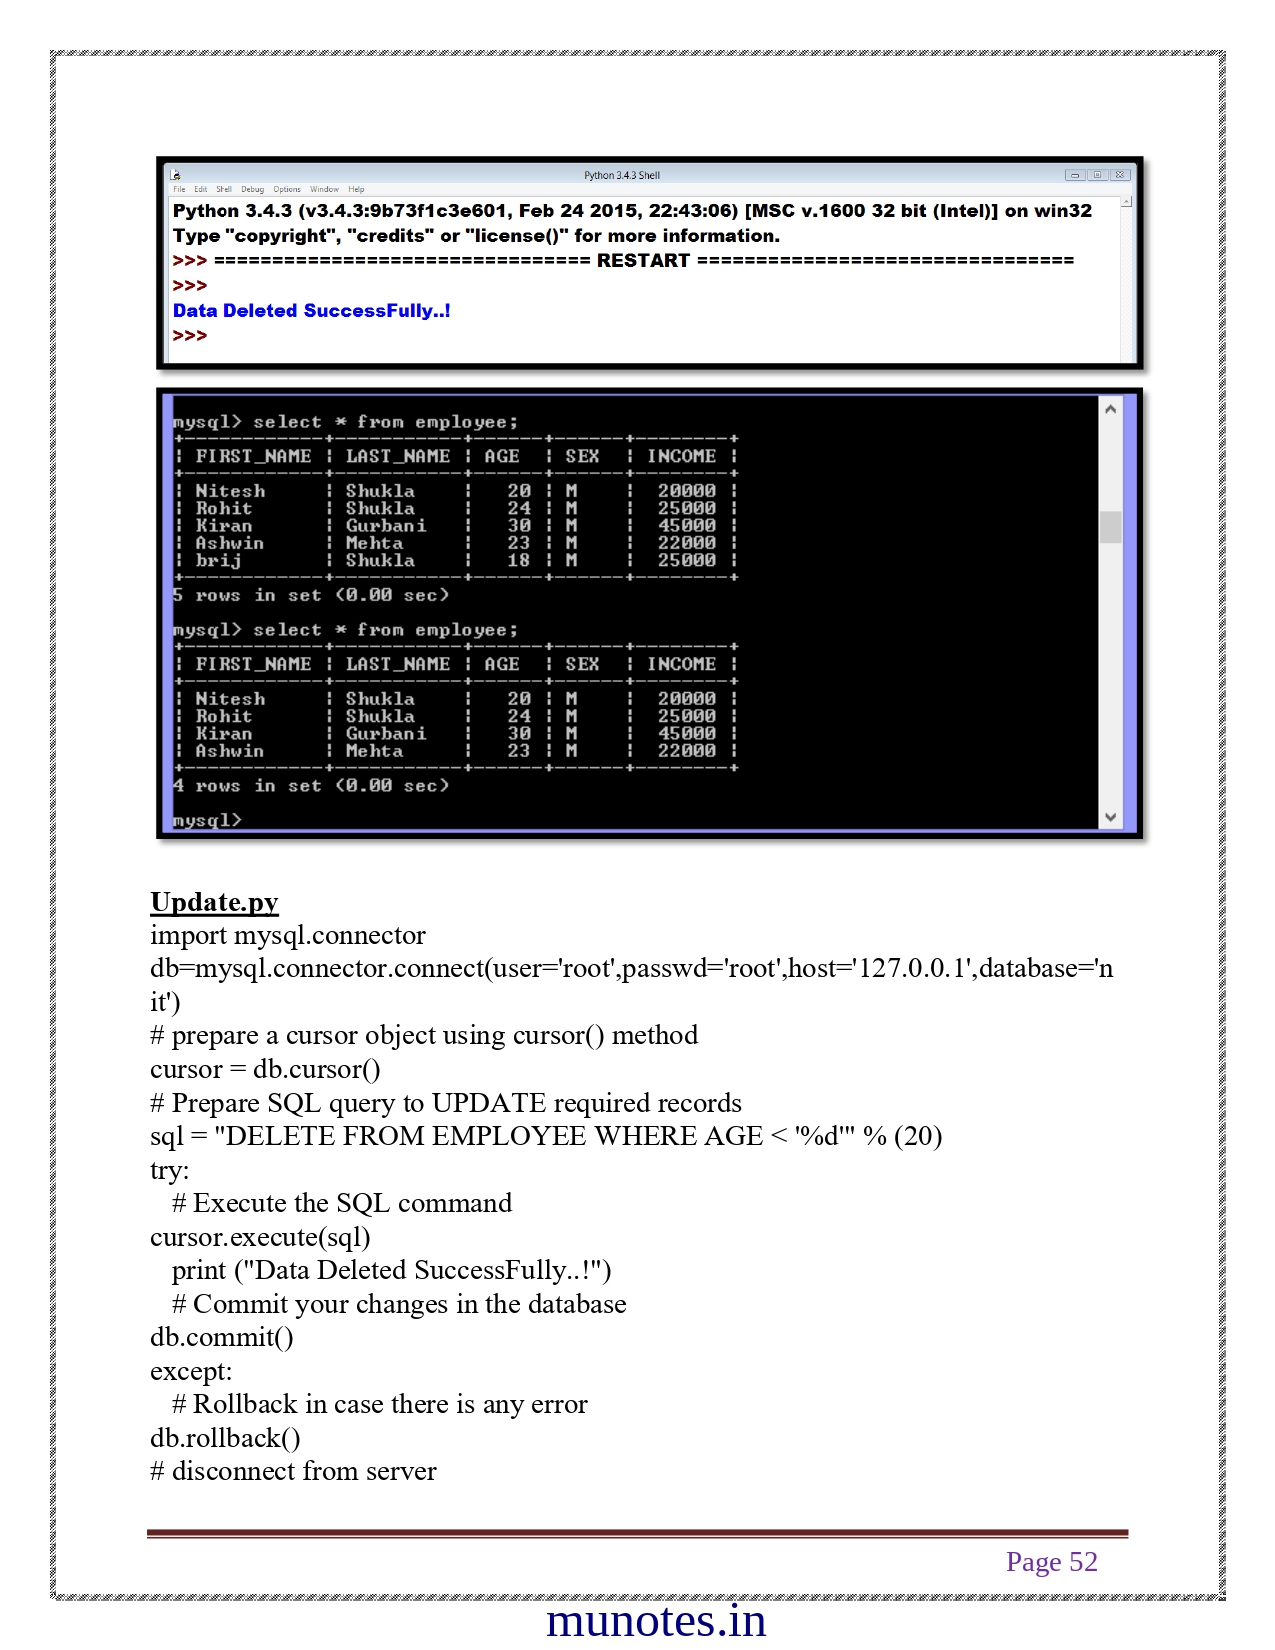 Python 3.4.3 Shell
File Edit Shell Debug Options Window Help
Python 3.4.3 (v3.4.3:9b73f1c3e601, Feb 24 2015, 22:43:06) [MSC v.1600 32 bit (Intel)] on win32
Type "copyright", "credits" or "license()" for more information.
>>> ================================ RESTART ================================
>>>
Data Deleted SuccessFully..!
>>>
mysql> select * from employee;
+------------+-----------+------+------+--------+
| FIRST_NAME | LAST_NAME | AGE  | SEX  | INCOME |
+------------+-----------+------+------+--------+
| Nitesh     | Shukla    |   20 | M    |  20000 |
| Rohit      | Shukla    |   24 | M    |  25000 |
| Kiran      | Gurbani   |   30 | M    |  45000 |
| Ashwin     | Mehta     |   23 | M    |  22000 |
| brij       | Shukla    |   18 | M    |  25000 |
+------------+-----------+------+------+--------+
5 rows in set (0.00 sec)
mysql> select * from employee;
+------------+-----------+------+------+--------+
| FIRST_NAME | LAST_NAME | AGE  | SEX  | INCOME |
+------------+-----------+------+------+--------+
| Nitesh     | Shukla    |   20 | M    |  20000 |
| Rohit      | Shukla    |   24 | M    |  25000 |
| Kiran      | Gurbani   |   30 | M    |  45000 |
| Ashwin     | Mehta     |   23 | M    |  22000 |
+------------+-----------+------+------+--------+
4 rows in set (0.00 sec)
mysql>
Update.py
import mysql.connector
db=mysql.connector.connect(user='root',passwd='root',host='127.0.0.1',database='n
it')
# prepare a cursor object using cursor() method
cursor = db.cursor()
# Prepare SQL query to UPDATE required records
sql = "DELETE FROM EMPLOYEE WHERE AGE < '%d'" % (20)
try:
   # Execute the SQL command
cursor.execute(sql)
   print ("Data Deleted SuccessFully..!")
   # Commit your changes in the database
db.commit()
except:
   # Rollback in case there is any error
db.rollback()
# disconnect from server
Page 52
munotes.in